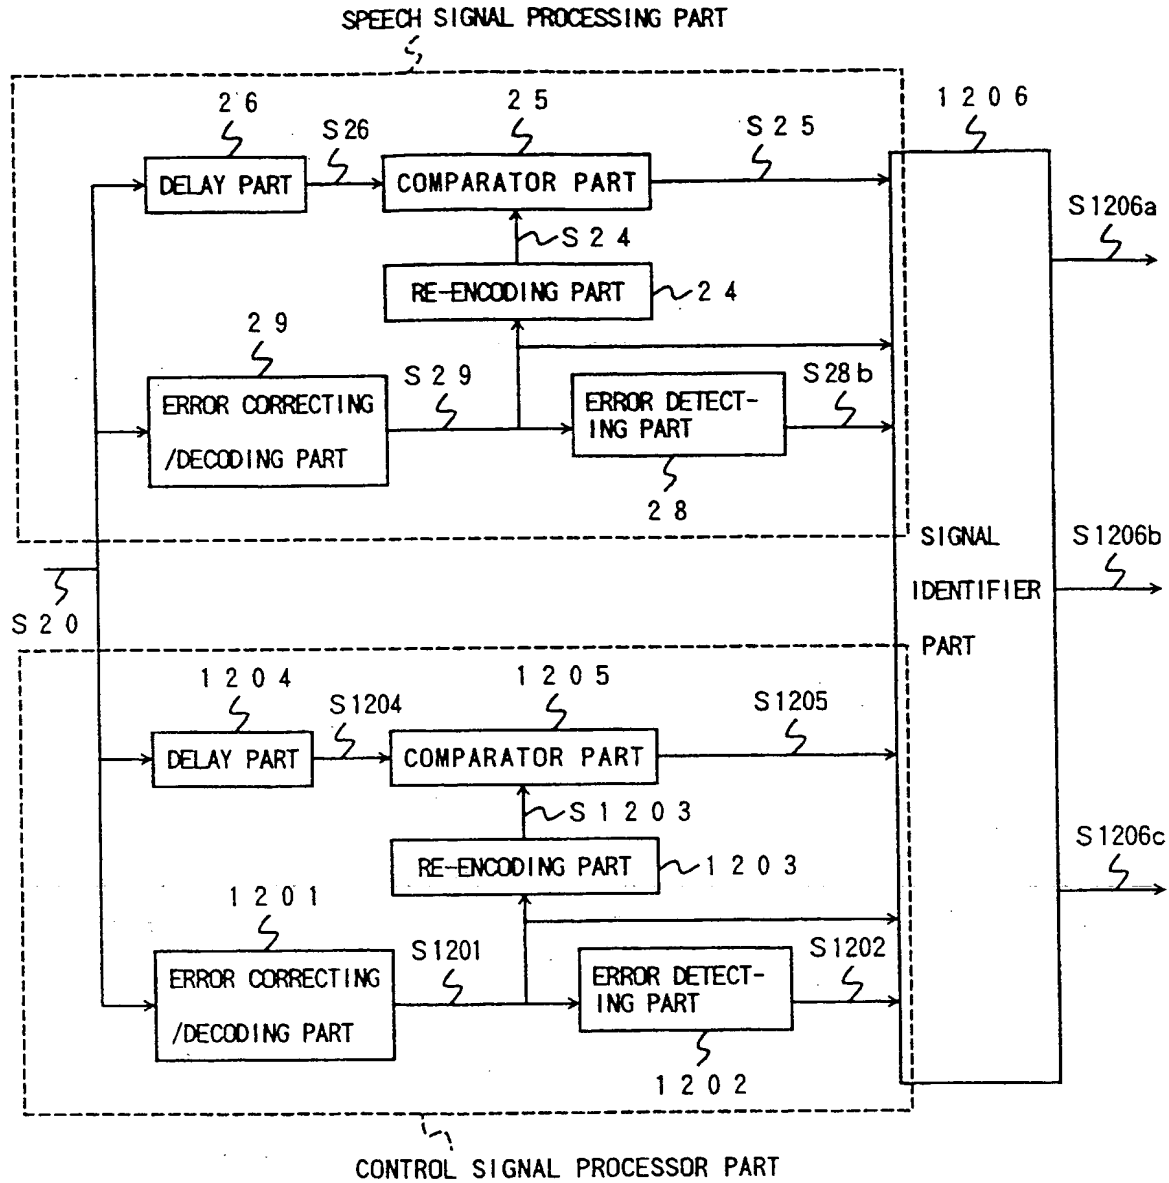 SPEECH SIGNAL PROCESSING PART
26
S26
25
S25
1206
DELAY PART
COMPARATOR PART
S1206a
S24
RE-ENCODING PART
24
29
S29
S28b
ERROR CORRECTING
/DECODING PART
ERROR DETECT-
ING PART
28
SIGNAL
IDENTIFIER
PART
S1206b
S20
1204
S1204
1205
S1205
DELAY PART
COMPARATOR PART
S1203
S1206c
RE-ENCODING PART
1203
1201
S1201
S1202
ERROR CORRECTING
/DECODING PART
ERROR DETECT-
ING PART
1202
CONTROL SIGNAL PROCESSOR PART